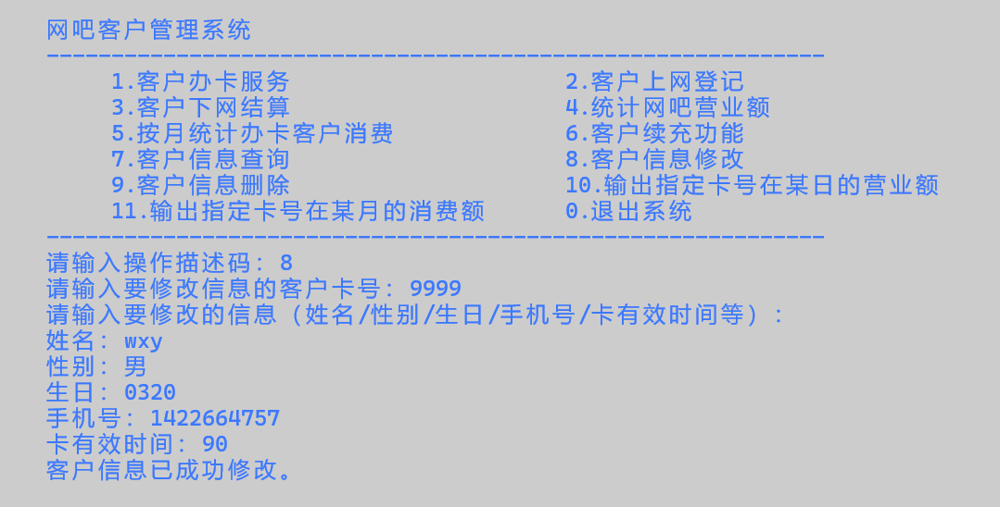 网吧客户管理系统
------------------------------------------------------------
1.客户办卡服务 2.客户上网登记
3.客户下网结算 4.统计网吧营业额
5.按月统计办卡客户消费 6.客户续充功能
7.客户信息查询 8.客户信息修改
9.客户信息删除 10.输出指定卡号在某日的营业额
11.输出指定卡号在某月的消费额 0.退出系统
------------------------------------------------------------
请输入操作描述码：8
请输入要修改信息的客户卡号：9999
请输入要修改的信息（姓名/性别/生日/手机号/卡有效时间等）：
姓名：wxy
性别：男
生日：0320
手机号：1422664757
卡有效时间：90
客户信息已成功修改。